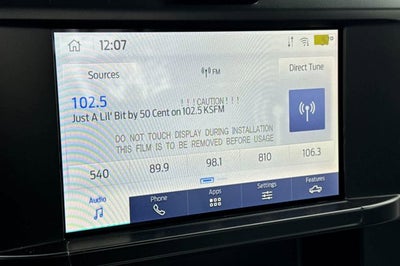 12:07
Sources
FM
Direct Tune
102.5
!!!CAUTION!!!
Just A Lil' Bit by 50 Cent on 102.5 KSFM
DO NOT TOUCH DISPLAY DURING INSTALLATION
THIS FILM IS TO BE REMOVED BEFORE USAGE
540
89.9
98.1
810
106.3
Audio
Phone
Apps
Settings
Features